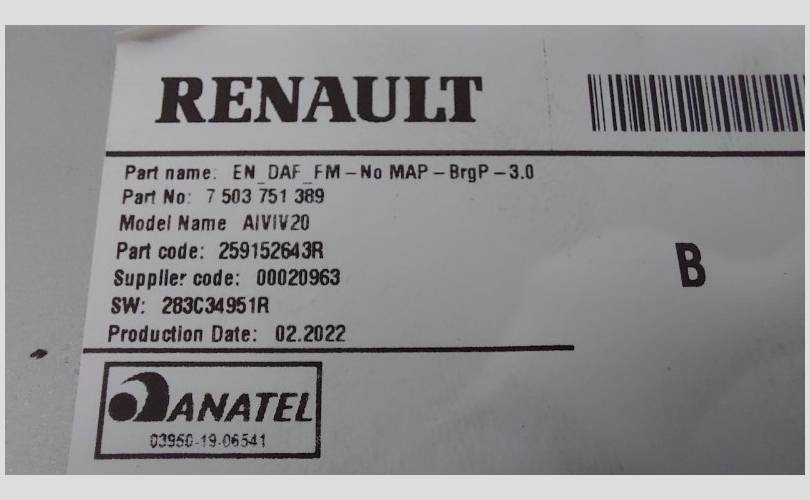 RENAULT
Part name: EN_DAF_FM-No MAP-BrgP-3.0
Part No: 7 503 751 389
Model Name AIVIV20
Part code: 259152643R
Supplier code: 00020963
SW: 283C34951R
Production Date: 02.2022
B
ANATEL
03950-19-06541